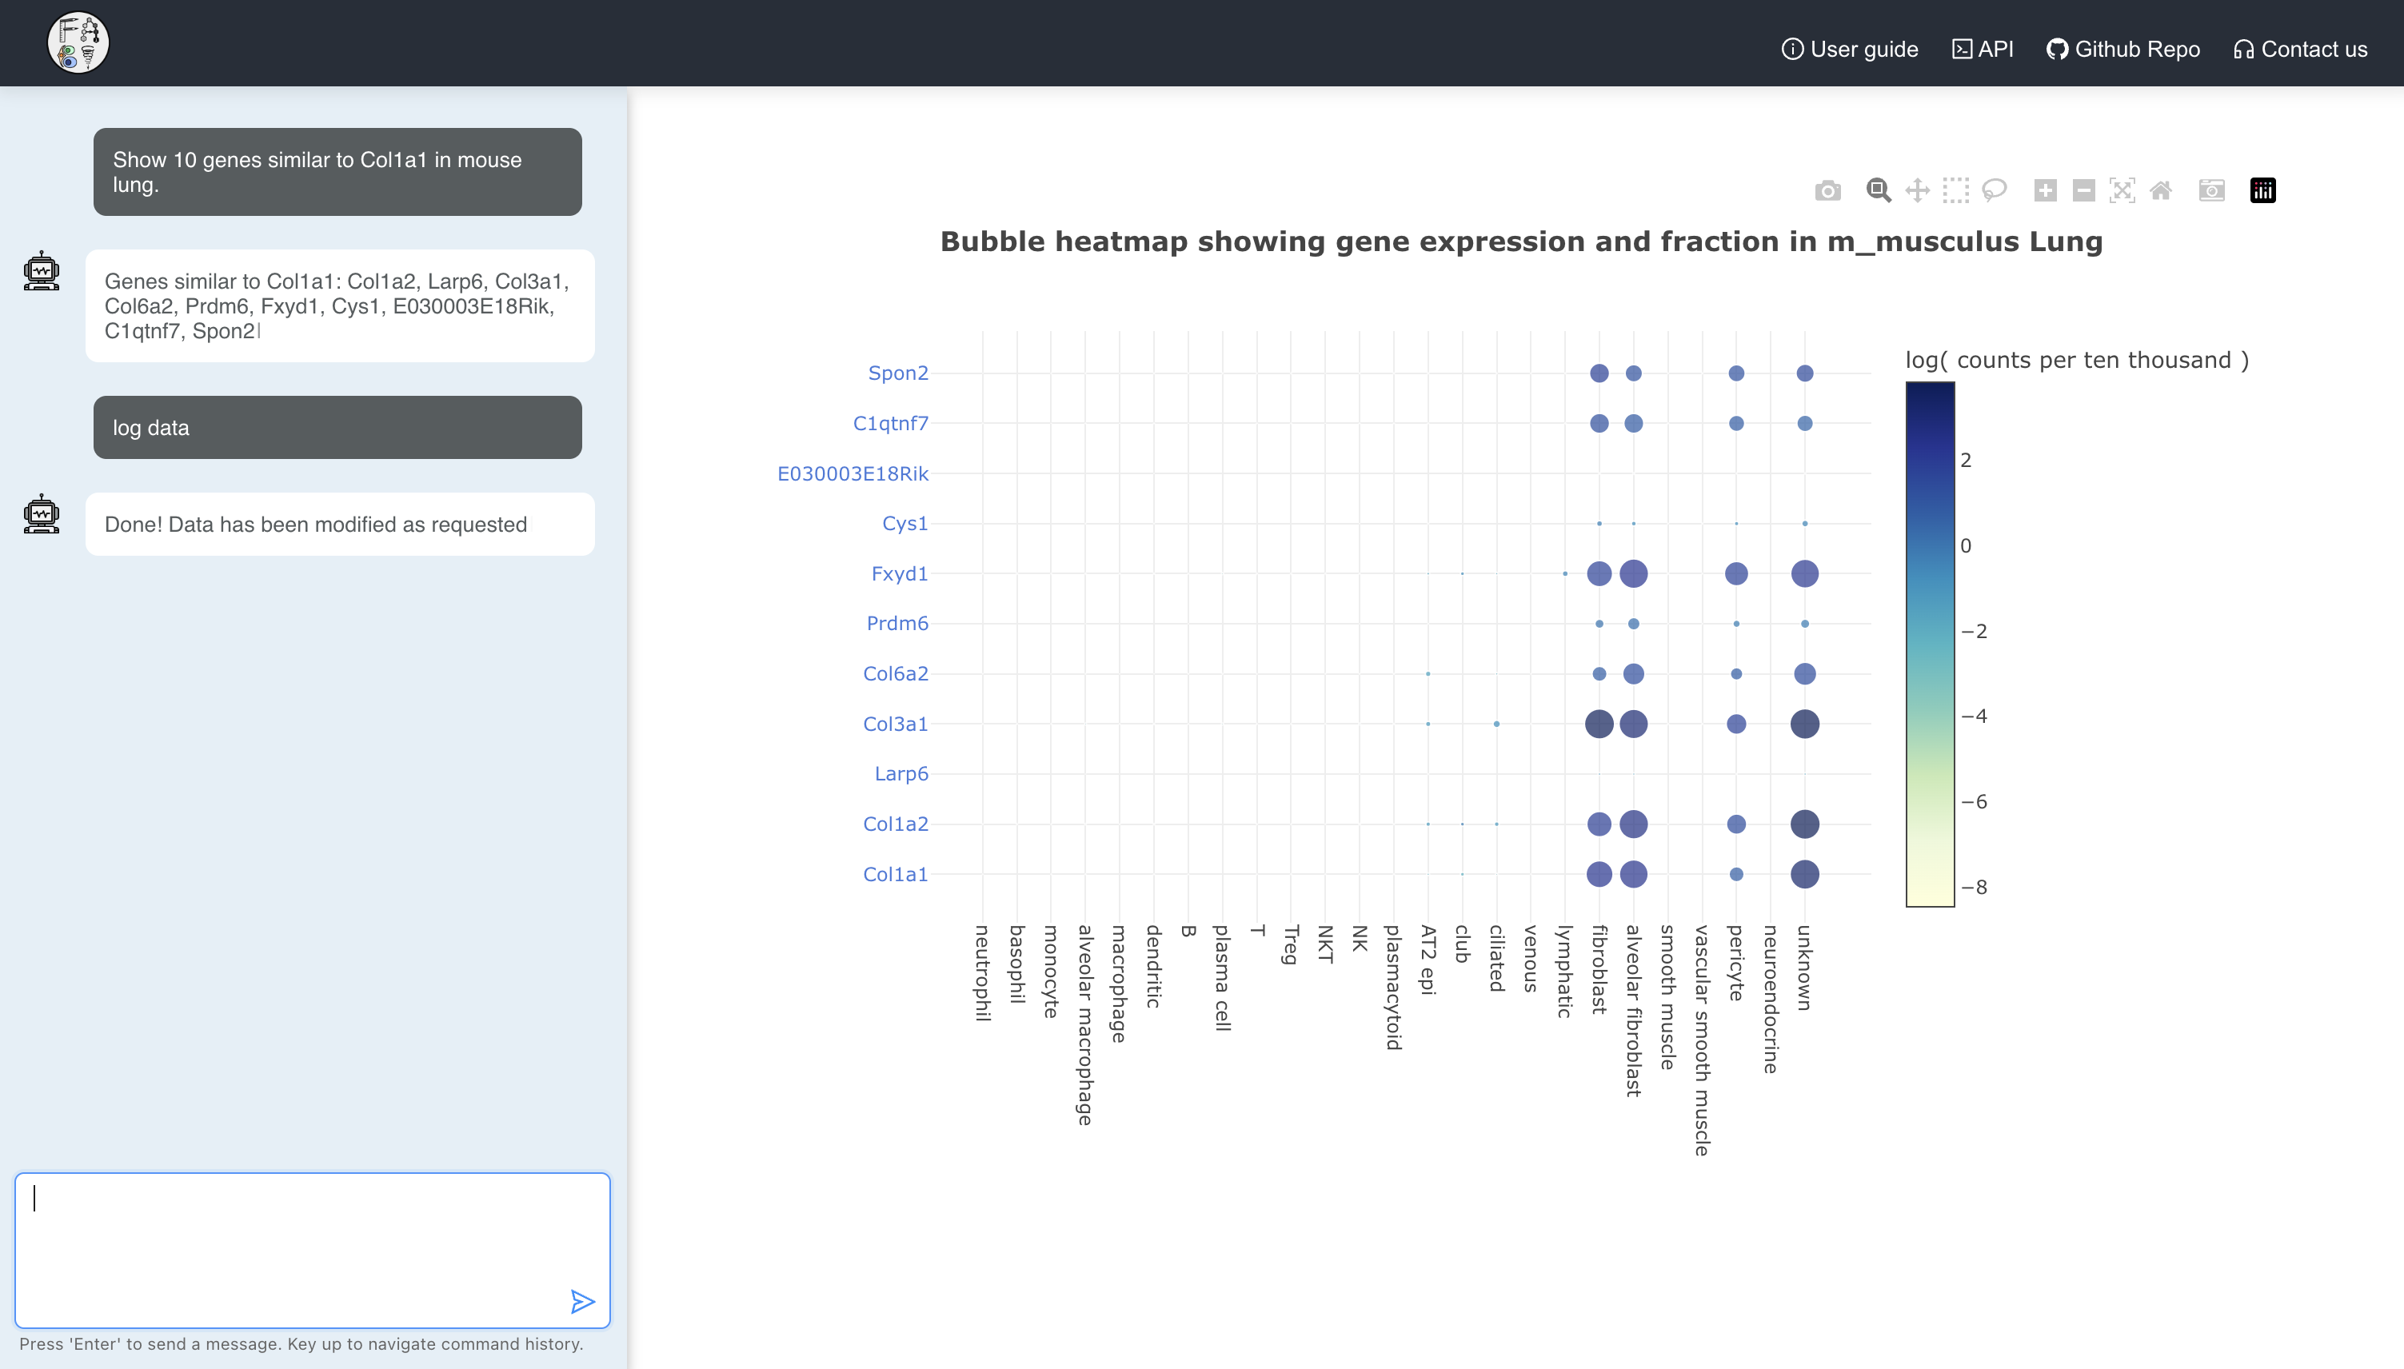 User guide
API
Github Repo
Contact us
Show 10 genes similar to Col1a1 in mouse
lung.
Genes similar to Col1a1: Col1a2, Larp6, Col3a1,
Col6a2, Prdm6, Fxyd1, Cys1, E030003E18Rik,
C1qtnf7, Spon2
log data
Done! Data has been modified as requested
Press 'Enter' to send a message. Key up to navigate command history.
Bubble heatmap showing gene expression and fraction in m_musculus Lung
Spon2
C1qtnf7
E030003E18Rik
Cys1
Fxyd1
Prdm6
Col6a2
Col3a1
Larp6
Col1a2
Col1a1
neutrophil
basophil
monocyte
alveolar macrophage
macrophage
dendritic
B
plasma cell
T
Treg
NKT
NK
plasmacytoid
AT2 epi
club
ciliated
venous
lymphatic
fibroblast
alveolar fibroblast
smooth muscle
vascular smooth muscle
pericyte
neuroendocrine
unknown
log( counts per ten thousand )
2
0
−2
−4
−6
−8